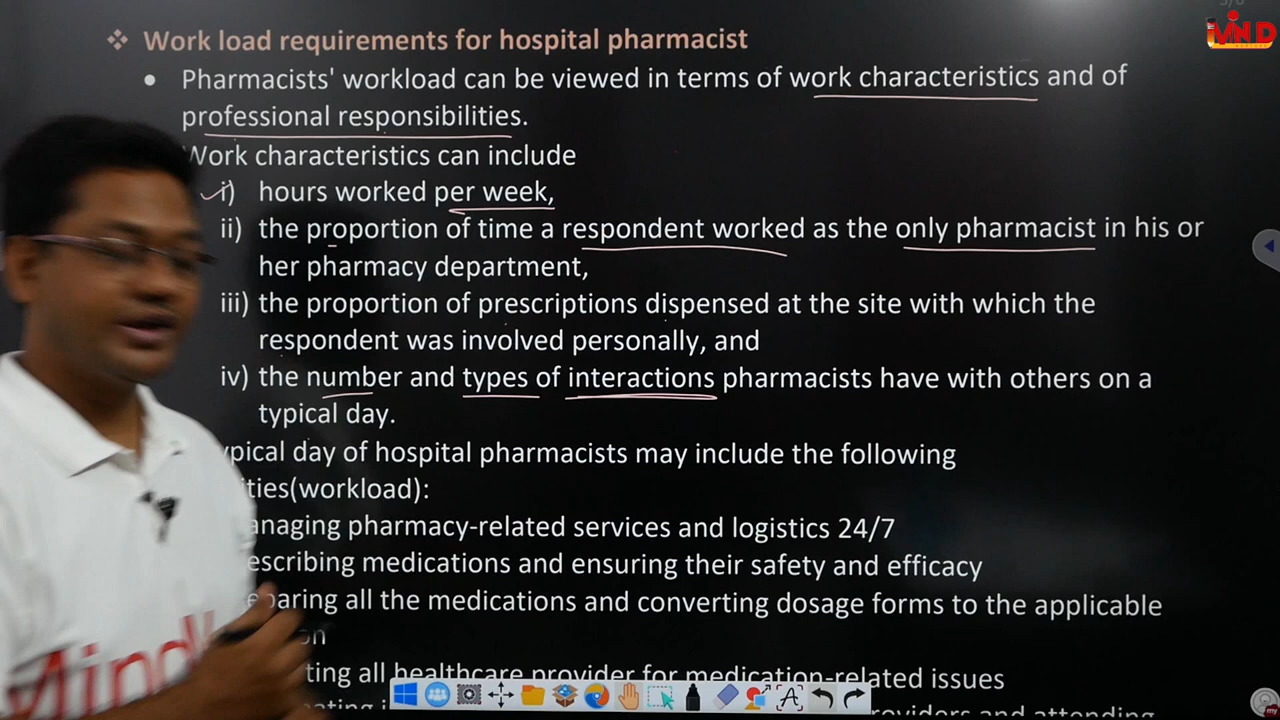 Work load requirements for hospital pharmacist
Pharmacists' workload can be viewed in terms of work characteristics and of
professional responsibilities.
Work characteristics can include
i) hours worked per week,
ii) the proportion of time a respondent worked as the only pharmacist in his or
her pharmacy department,
iii) the proportion of prescriptions dispensed at the site with which the
respondent was involved personally, and
iv) the number and types of interactions pharmacists have with others on a
typical day.
day of hospital pharmacists may include the following
(workload):
pharmacy-related services and logistics 24/7
medications and ensuring their safety and efficacy
all the medications and converting dosage forms to the applicable
all healthcare provider for medication-related issues
and attending
MIND